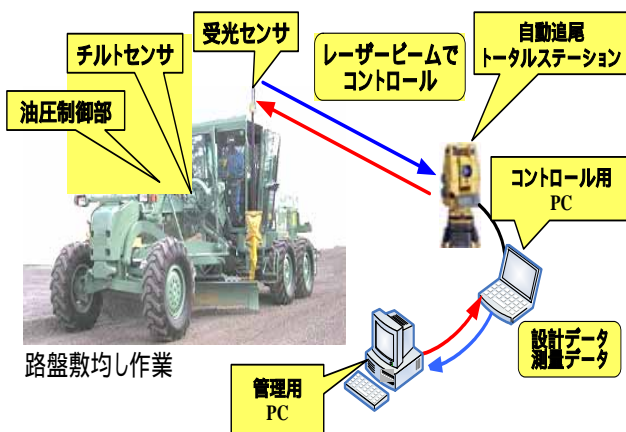 受光センサ
チルトセンサ
油圧制御部
レーザービームで
コントロール
自動追尾
トータルステーション
コントロール用
PC
設計データ
測量データ
管理用
PC
路盤敷均し作業